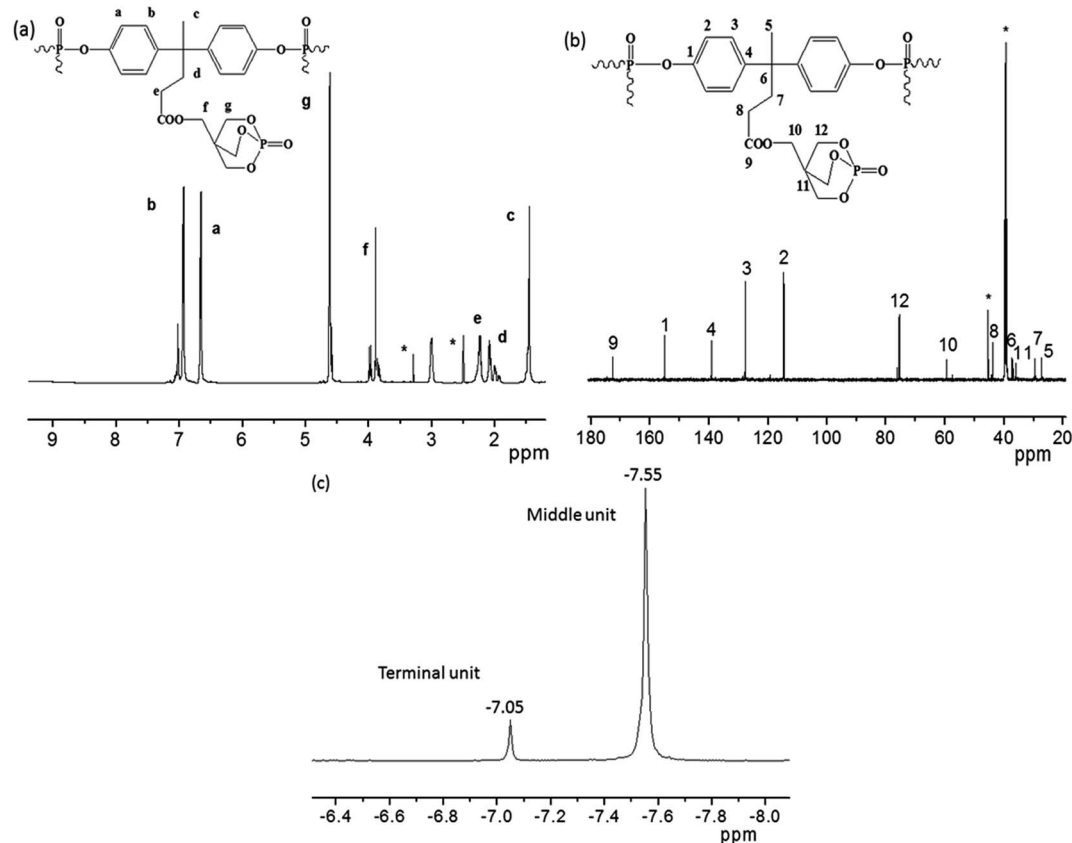 (a)
O
P
O
a
b
c
O
P
O
d
e
f
g
COO
O
O
P
O
O
g
b
a
f
*
*
e
d
c
9 8 7 6 5 4 3 2
ppm
(b)
O
P
O
2
3
5
1
4
6
O
P
O
8
7
10
12
COO
9
11
O
O
P
O
O
*
9
1
4
3
2
12
10
*
8
6
11
7
5
180 160 140 120 100 80 60 40 20
ppm
(c)
-7.55
Middle unit
Terminal unit
-7.05
-6.4 -6.6 -6.8 -7.0 -7.2 -7.4 -7.6 -7.8 -8.0
ppm